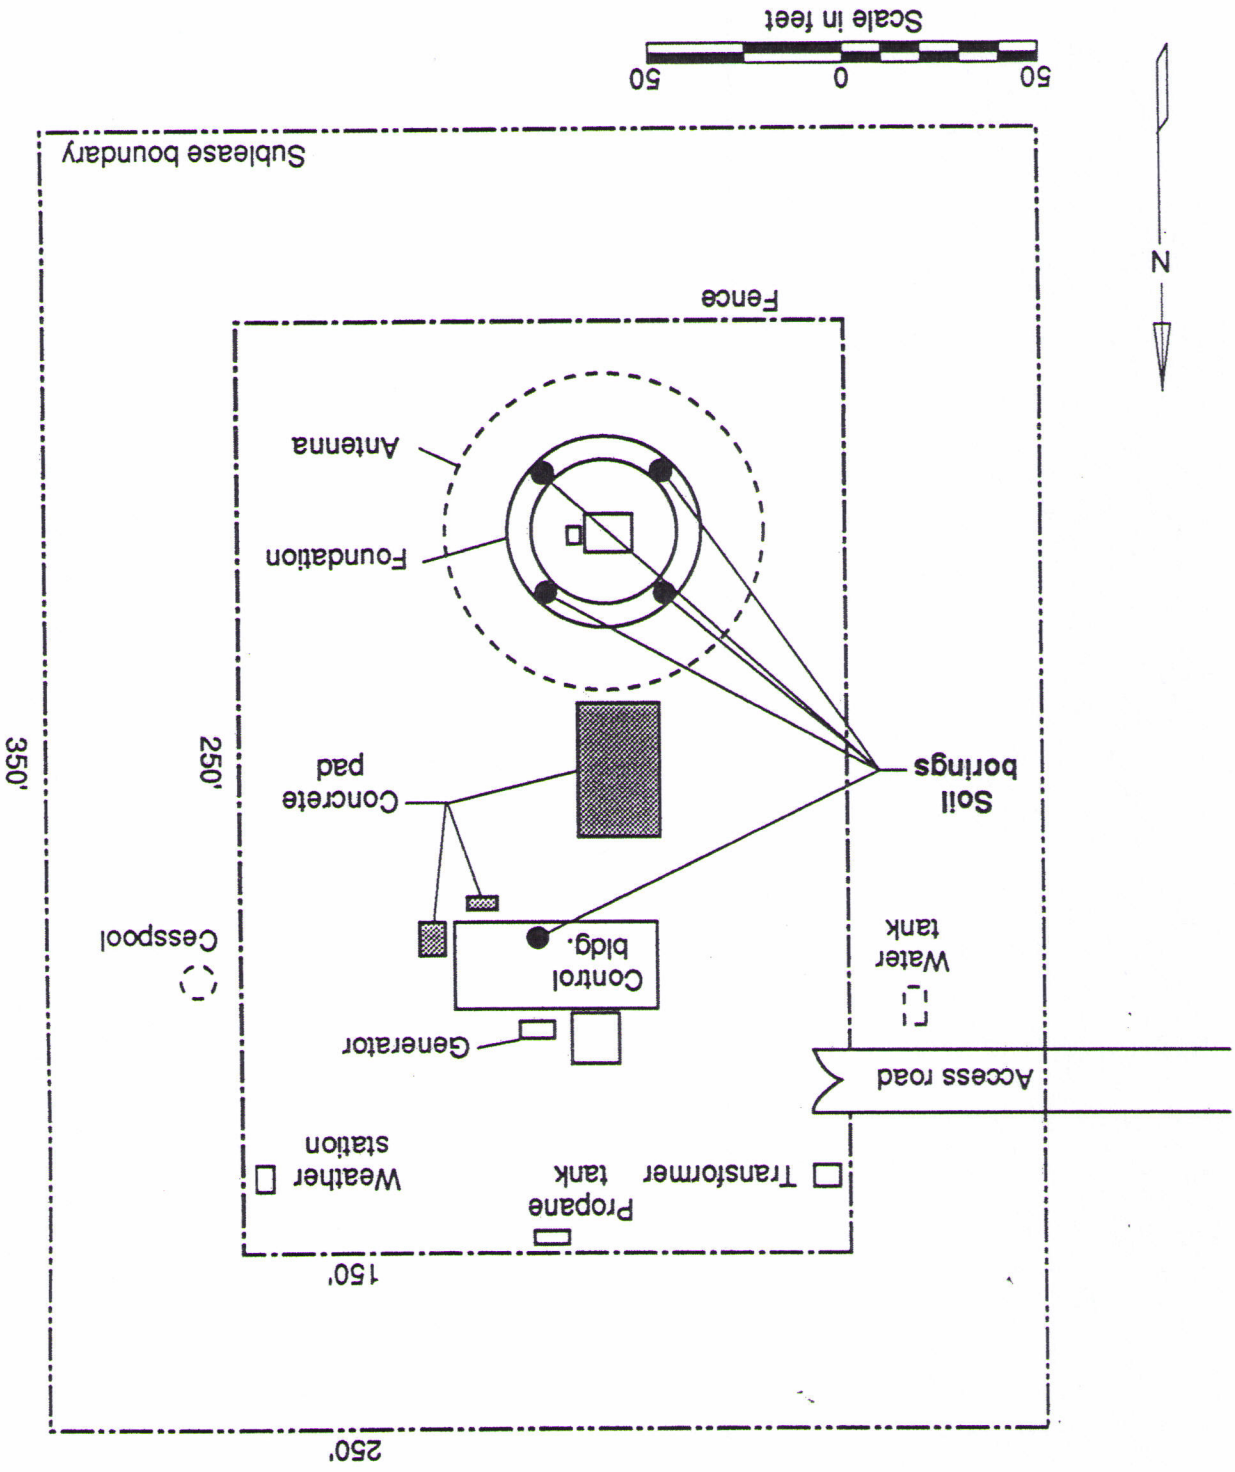 250'
150'
Propane
tank
Transformer
Weather
station
Access road
Generator
Control
bldg.
Water
tank
Cesspool
Soil
borings
Concrete
pad
250'
350'
Foundation
Antenna
Fence
N
Sublease boundary
50 0 50
Scale in feet